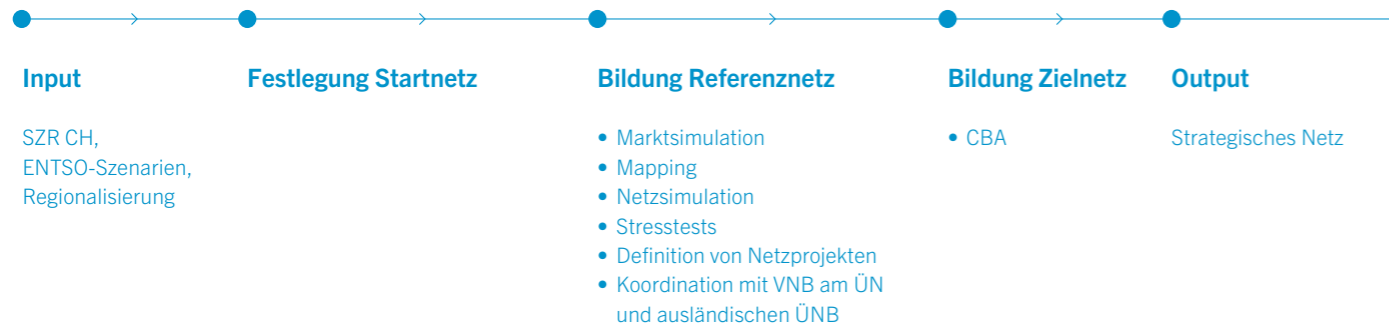 Input
SZR CH,
ENTSO-Szenarien,
Regionalisierung
Festlegung Startnetz
Bildung Referenznetz
• Marktsimulation
• Mapping
• Netzsimulation
• Stresstests
• Definition von Netzprojekten
• Koordination mit VNB am ÜN
und ausländischen ÜNB
Bildung Zielnetz
• CBA
Output
Strategisches Netz